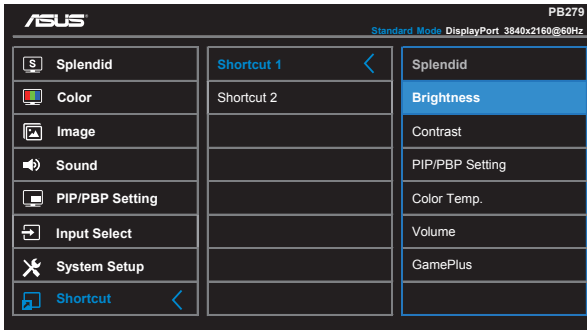 ASUS
PB279
Standard Mode DisplayPort 3840x2160@60Hz
S Splendid
Color
Image
Sound
PIP/PBP Setting
Input Select
System Setup
Shortcut
Shortcut 1
Shortcut 2
Splendid
Brightness
Contrast
PIP/PBP Setting
Color Temp.
Volume
GamePlus